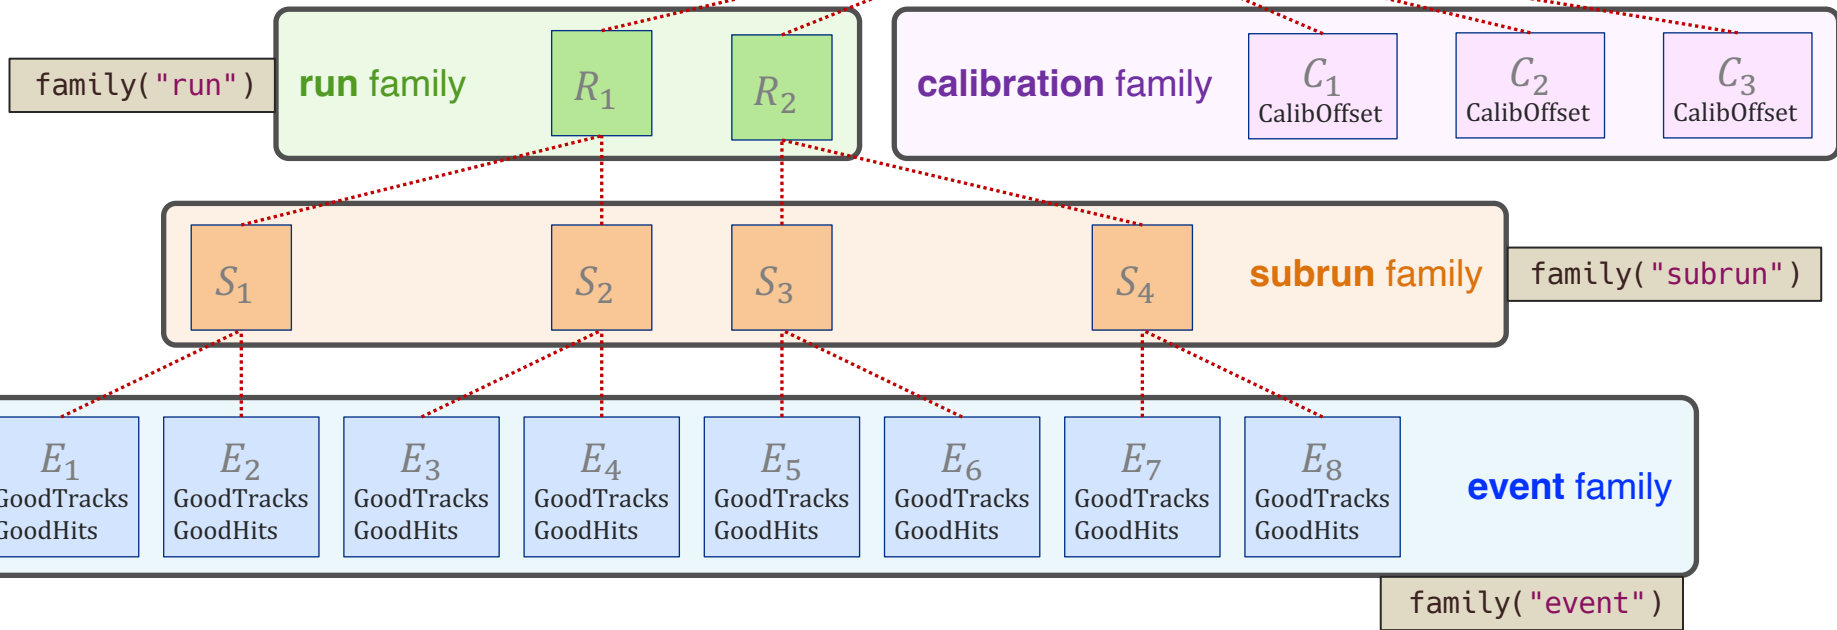 family("run")
run family
R₁
R₂
calibration family
C₁
CalibOffset
C₂
CalibOffset
C₃
CalibOffset
S₁
S₂
S₃
S₄
subrun family
family("subrun")
E₁
GoodTracks
GoodHits
E₂
GoodTracks
GoodHits
E₃
GoodTracks
GoodHits
E₄
GoodTracks
GoodHits
E₅
GoodTracks
GoodHits
E₆
GoodTracks
GoodHits
E₇
GoodTracks
GoodHits
E₈
GoodTracks
GoodHits
event family
family("event")